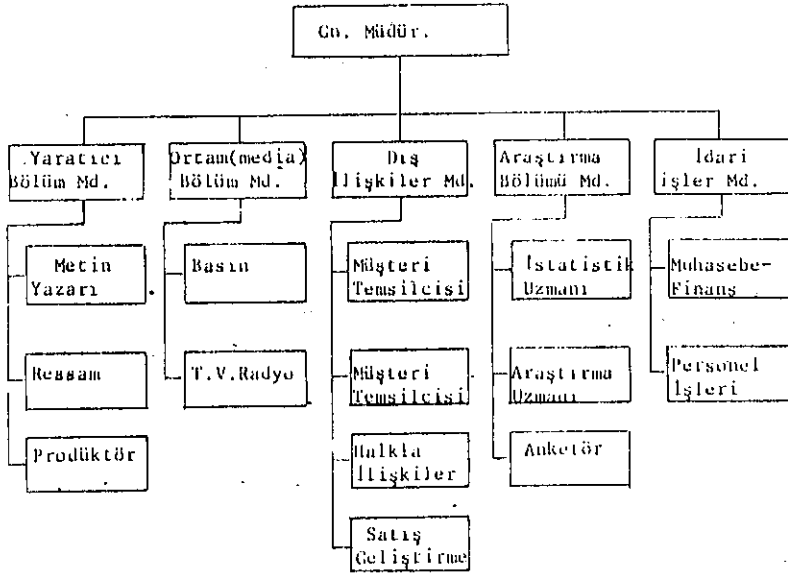 Gn. Müdür.
.Yaratıcı
Bölüm Md.
Ortam(media)
Bölüm Md.
Dış
İlişkiler Md.
Araştırma
Bölümü Md.
İdari
işler Md.
Metin
Yazarı
Ressam
Prodüktör
Basın
T.V.Radyo
Müşteri
Temsilcisi
Müşteri
Temsilcisi
Halkla
İlişkiler
Satış
Geliştirme
İstatistik
Uzmanı
Araştırma
Uzmanı
Anketör
Muhasebe-
Finanş
Personel
İşleri